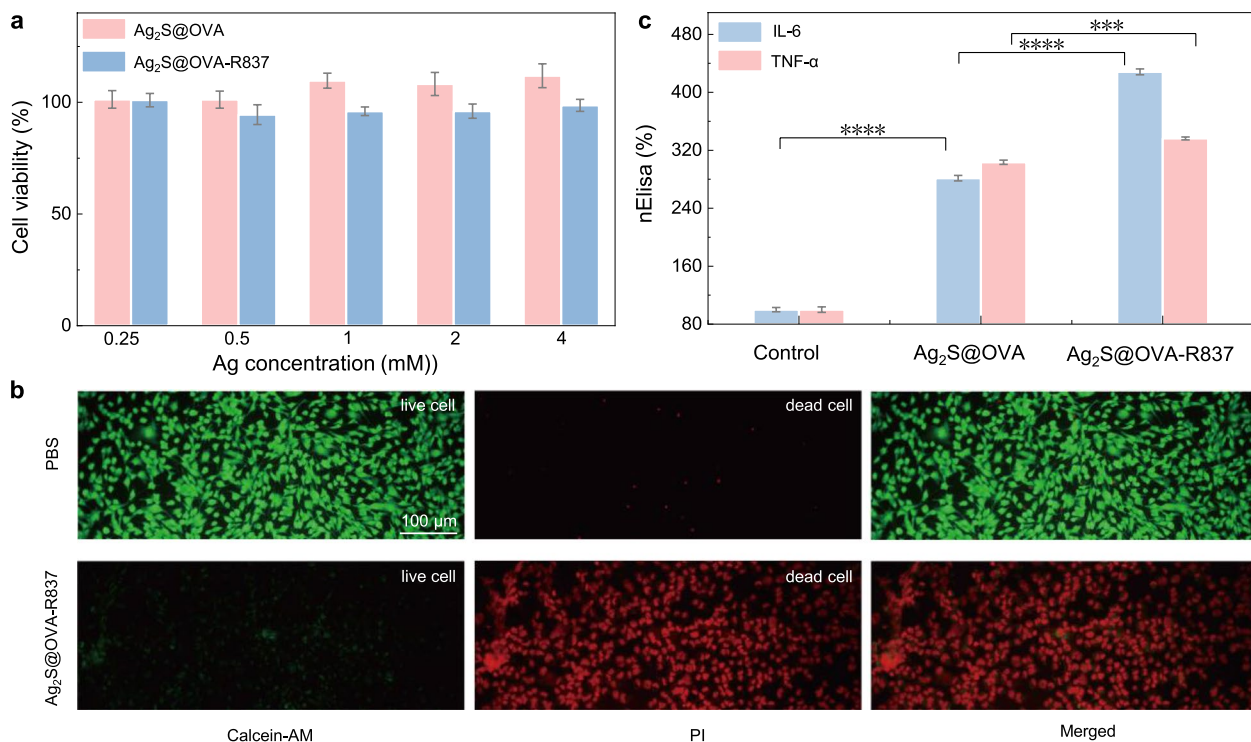 a
Ag₂S@OVA
Ag₂S@OVA-R837
100
50
0
Cell viability (%)
0.25 0.5 1 2 4
Ag concentration (mM))
c
IL-6
TNF-α
***
****
****
480
400
320
240
160
80
nElisa (%)
Control Ag₂S@OVA Ag₂S@OVA-R837
b
PBS
live cell
100 μm
dead cell
Ag₂S@OVA-R837
live cell
dead cell
Calcein-AM PI Merged